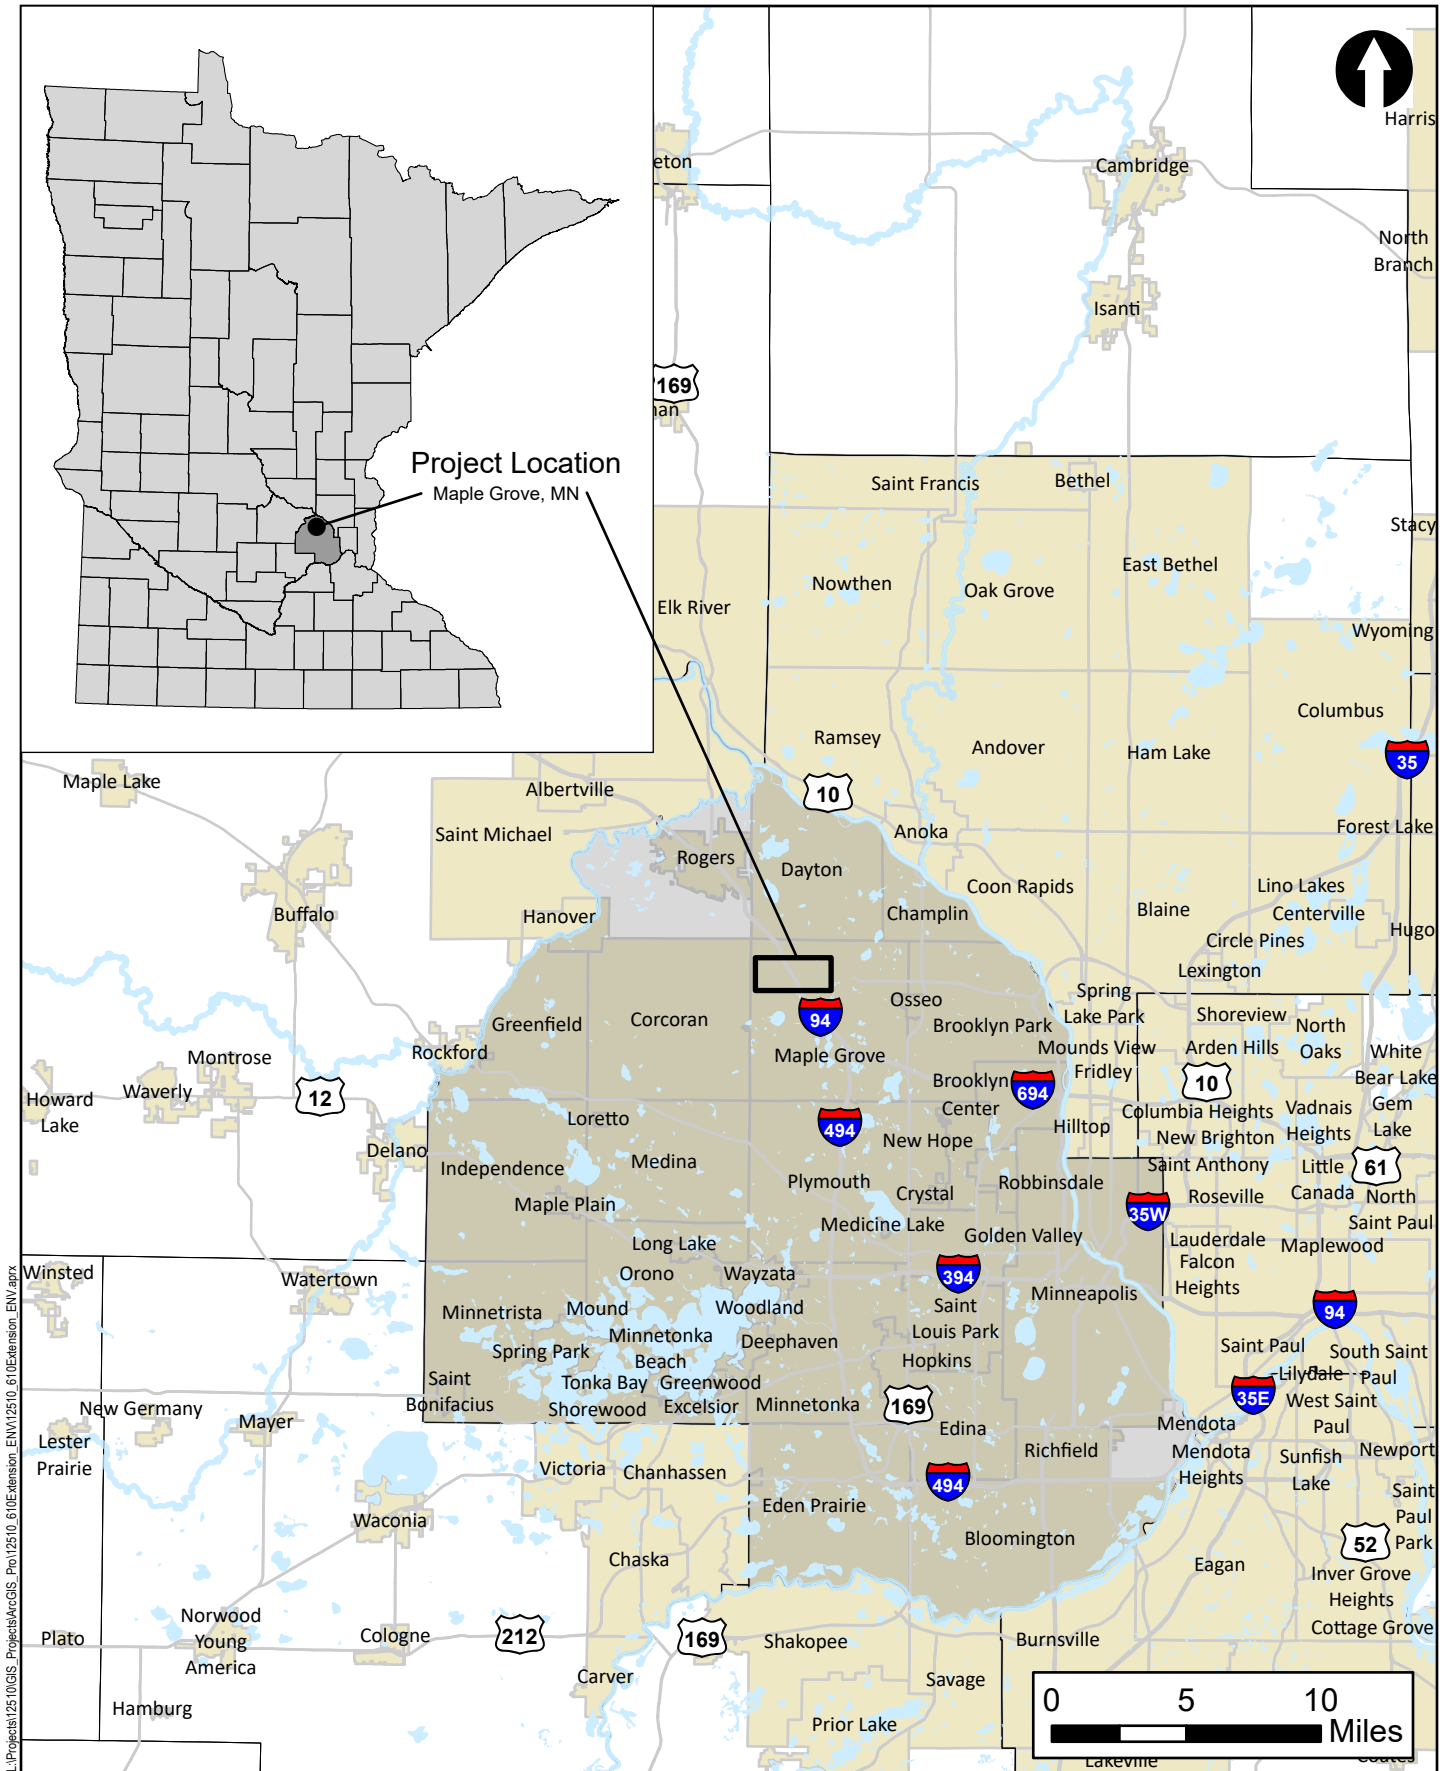 Project Location
Maple Grove, MN
eton
Cambridge
Harris
North
Branch
Isanti
169
Saint Francis
Bethel
Stacy
Nowthen
Oak Grove
East Bethel
Elk River
Wyoming
Columbus
Ramsey
Andover
Ham Lake
35
Maple Lake
Albertville
10
Saint Michael
Anoka
Forest Lake
Rogers
Dayton
Coon Rapids
Lino Lakes
Buffalo
Hanover
Champlin
Blaine
Centerville
Hugo
Circle Pines
Lexington
Osseo
Spring
Lake Park
Greenfield
Corcoran
94
Brooklyn Park
Shoreview
North
Oaks
Rockford
Maple Grove
Mounds View
Arden Hills
White
Bear Lake
Montrose
Fridley
Waverly
12
Howard
Lake
Brooklyn
Center
694
10
Gem
Lake
Loretto
494
New Hope
Hilltop
Columbia Heights
Vadnais
Heights
New Brighton
Delano
Independence
Medina
Plymouth
Crystal
Robbinsdale
Saint Anthony
Little
Canada
61
Maple Plain
Medicine Lake
35W
Roseville
North
Saint Paul
Golden Valley
Lauderdale
Maplewood
Long Lake
Falcon
Heights
Winsted
Watertown
Orono
Wayzata
394
Minneapolis
Minnetrista
Mound
Woodland
Saint
Louis Park
94
Minnetonka
Beach
Deephaven
Spring Park
Hopkins
Saint Paul
South Saint
Paul
Lilydale
Saint
Bonifacius
Tonka Bay
Greenwood
35E
Shorewood
Excelsior
Minnetonka
169
West Saint
Paul
New Germany
Mayer
Edina
Mendota
Lester
Prairie
Richfield
Mendota
Heights
Sunfish
Lake
Newport
Victoria
Chanhassen
494
Saint
Paul
Park
Waconia
Eden Prairie
Bloomington
52
Chaska
Eagan
Inver Grove
Heights
Norwood
Young
America
Cologne
212
169
Shakopee
Burnsville
Cottage Grove
Plato
Carver
Savage
Hamburg
Prior Lake
0 5 10
Miles
Lakeville
L:\Projects\12510\GIS_Projects\ArcGIS_Pro\12510_610Extension_ENV\12510_610Extension_ENV.aprx